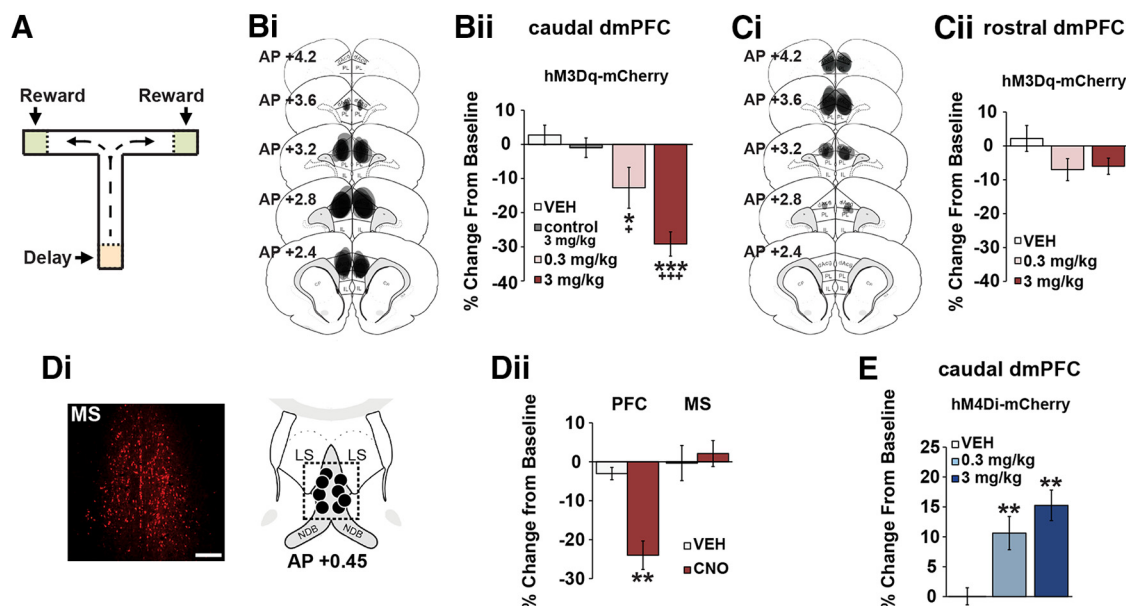 A
Reward Reward
Delay
Bi
AP +4.2
AP +3.6
AP +3.2
AP +2.8
AP +2.4
Bii caudal dmPFC
hM3Dq-mCherry
% Change From Baseline
10
0
-10
-20
-30
-40
VEH
control
3 mg/kg
0.3 mg/kg
3 mg/kg
*
+
***
+++
Ci
AP +4.2
AP +3.6
AP +3.2
AP +2.8
AP +2.4
dAcg dAcg
PL PL
IL IL
Cii rostral dmPFC
hM3Dq-mCherry
% Change From Baseline
10
0
-10
-20
-30
-40
VEH
0.3 mg/kg
3 mg/kg
Di
MS
LS LS
NDB NDB
AP +0.45
Dii
PFC MS
% Change from Baseline
10
0
-10
-20
-30
**
VEH
CNO
E caudal dmPFC
hM4Di-mCherry
% Change From Baseline
25
20
15
10
5
0
VEH
0.3 mg/kg
3 mg/kg
**
**